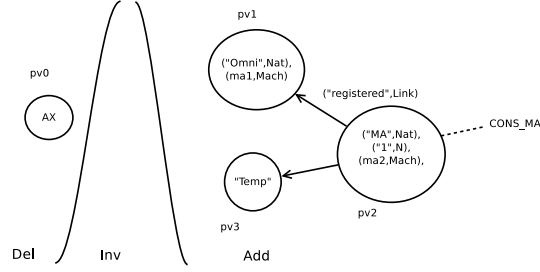 pv1
("Omni",Nat),
(ma1,Mach)
pv0
AX
("registered",Link)
CONS_MA
("MA",Nat),
("1",N),
(ma2,Mach),
"Temp"
pv2
pv3
Del
Inv
Add